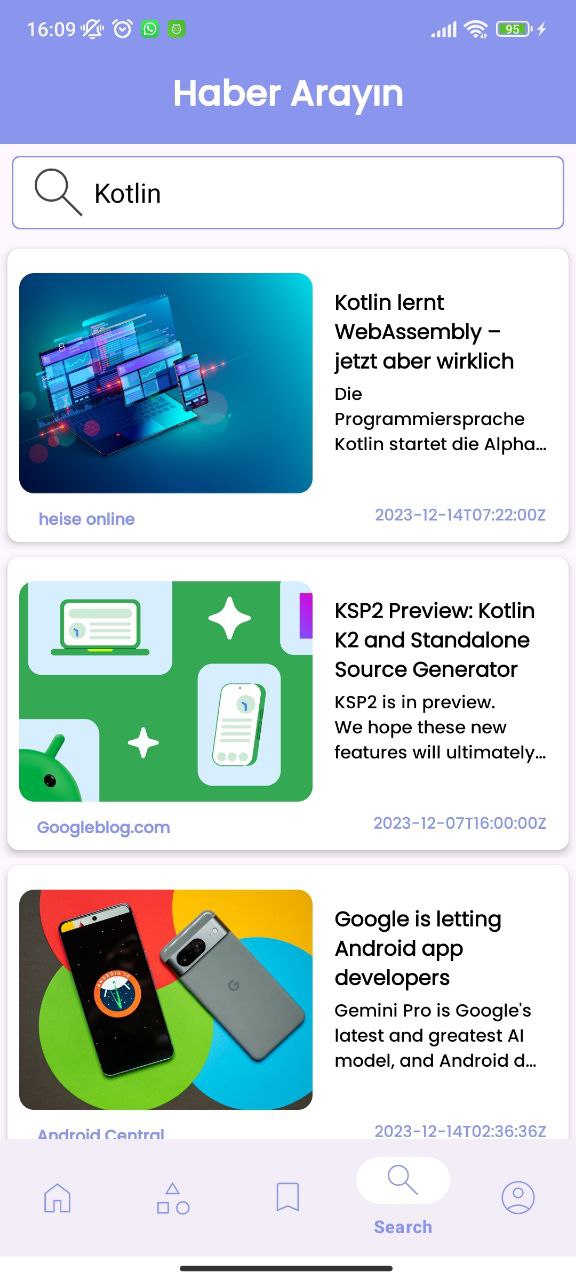 16:09
95
Haber Arayın
Kotlin
Kotlin lernt
WebAssembly –
jetzt aber wirklich
Die
Programmiersprache
Kotlin startet die Alpha...
heise online
2023-12-14T07:22:00Z
KSP2 Preview: Kotlin
K2 and Standalone
Source Generator
KSP2 is in preview.
We hope these new
features will ultimately...
Googleblog.com
2023-12-07T16:00:00Z
Google is letting
Android app
developers
Gemini Pro is Google's
latest and greatest AI
model, and Android d...
Android Central
2023-12-14T02:36:36Z
Search